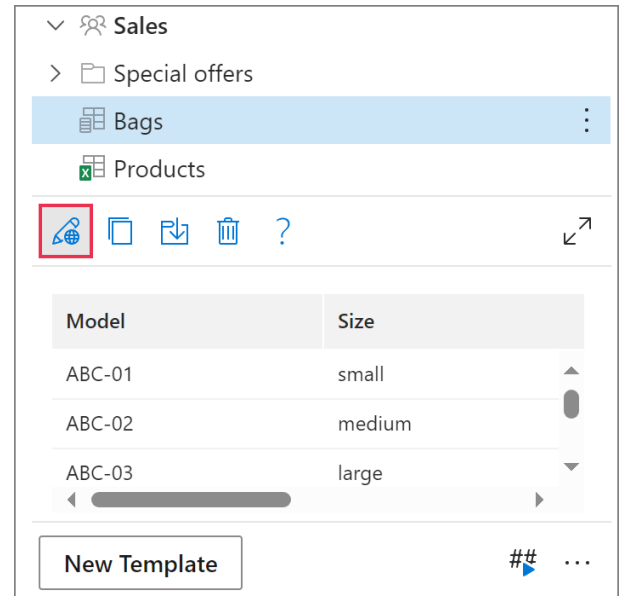 Sales
Special offers
Bags
Products
?
Model Size
ABC-01 small
ABC-02 medium
ABC-03 large
New Template ## ...